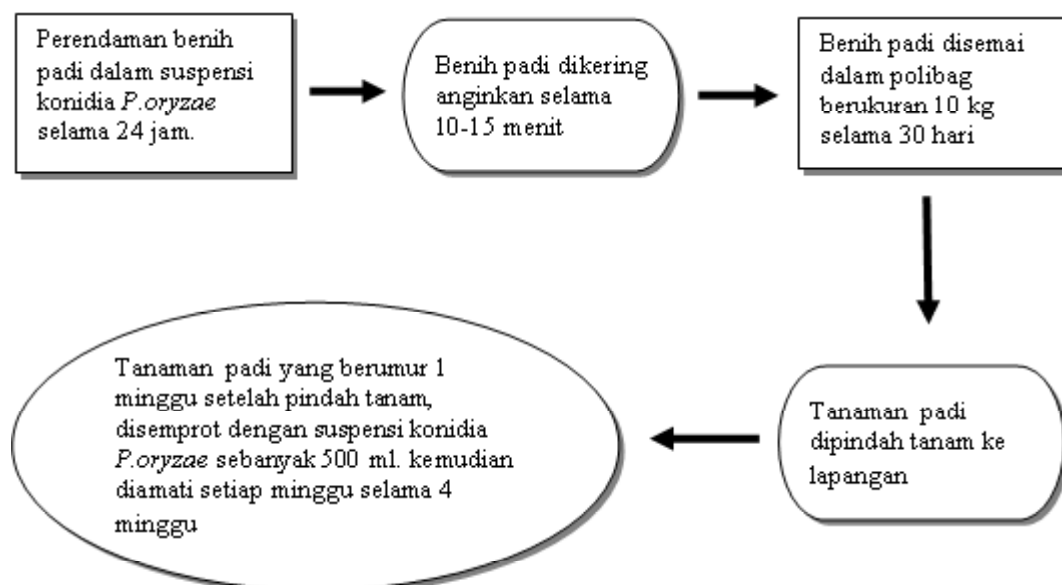 Perendaman benih
padi dalam suspensi
konidia P.oryzae
selama 24 jam.
Benih padi dikering
anginkan selama
10-15 menit
Benih padi disemai
dalam polibag
berukuran 10 kg
selama 30 hari
Tanaman padi
dipindah tanam ke
lapangan
Tanaman padi yang berumur 1
minggu setelah pindah tanam,
disemprot dengan suspensi konidia
P.oryzae sebanyak 500 ml. kemudian
diamati setiap minggu selama 4
minggu